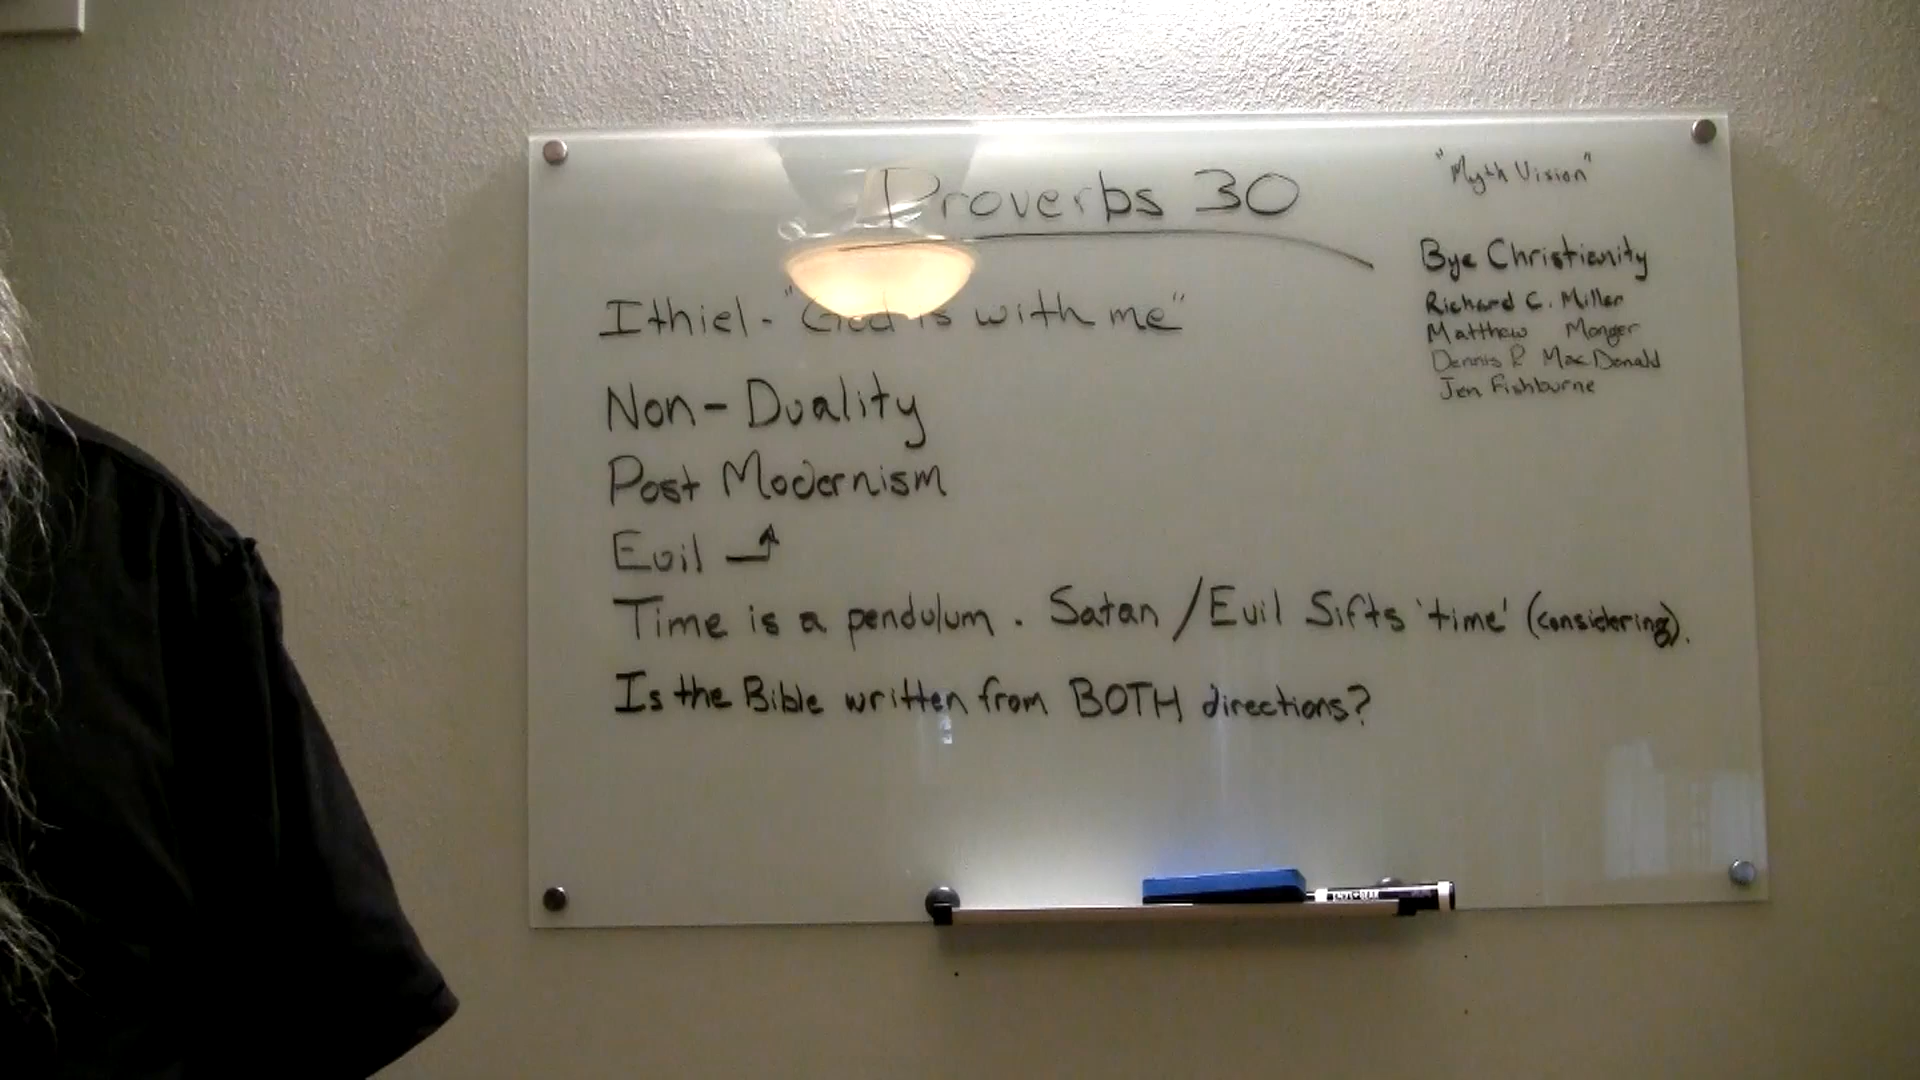 Proverbs 30
Ithiel - "God is with me"
Non-Duality
Post Modernism
Evil
Time is a pendulum. Satan / Evil Sifts 'time' (considering).
Is the Bible written from BOTH directions?
"Myth Vision"
Bye Christianity
Richard C. Miller
Matthew Monger
Dennis R MacDonald
Jen Fishburne